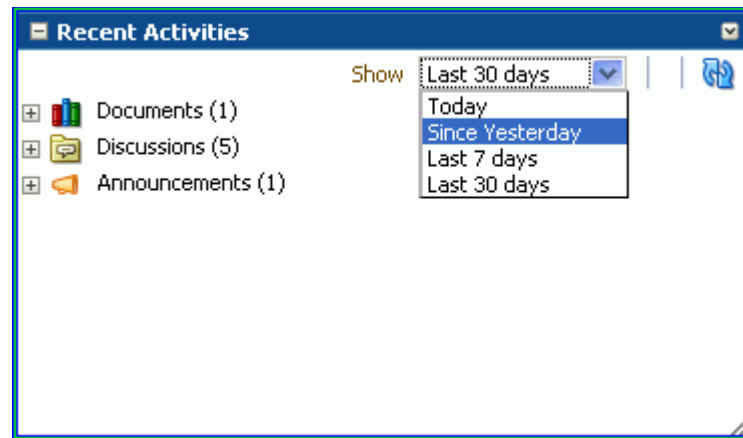 Recent Activities
Show Last 30 days
Today
Since Yesterday
Last 7 days
Last 30 days
Documents (1)
Discussions (5)
Announcements (1)